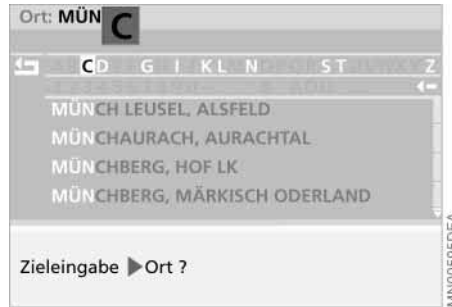 Ort: MÜN C
C D G I K L N S T Z
MÜNCH LEUSEL, ALSFELD
MÜNCHAURACH, AURACHTAL
MÜNCHBERG, HOF LK
MÜNCHBERG, MÄRKISCH ODERLAND
Zieleingabe ▶ Ort ?